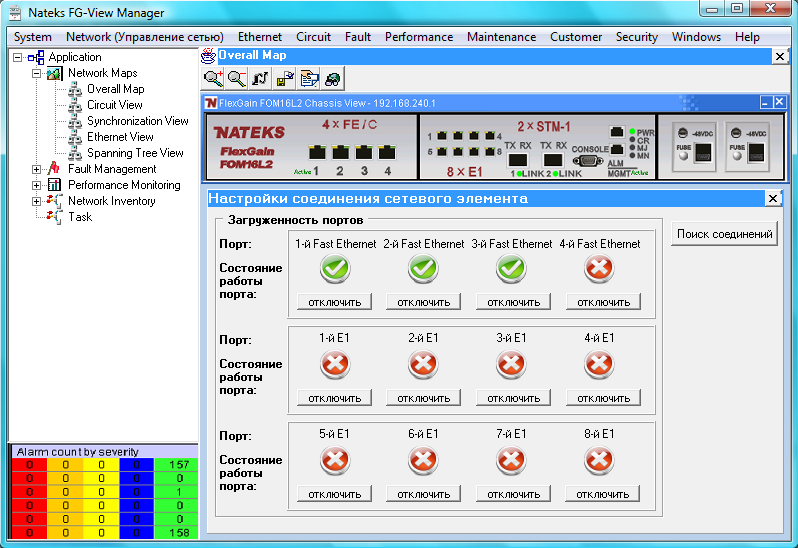 Nateks FG-View Manager
System Network (Управление сетью) Ethernet Circuit Fault Performance Maintenance Customer Security Windows Help
Application
Network Maps
Overall Map
Circuit View
Synchronization View
Ethernet View
Spanning Tree View
Fault Management
Performance Monitoring
Network Inventory
Task
Overall Map
FlexGain FOM16L2 Chassis View - 192.168.240.1
NATEKS
FlexGain
FOM16L2
4 x FE / C
Active 1 2 3 4
1 4
5 8
8 x E1
2 x STM-1
TX RX TX RX
1 LINK 2 LINK
CONSOLE
ALM
MGMT Active
PWR
CR
MJ
MN
-48VDC
FUSE
-48VDC
FUSE
Настройки соединения сетевого элемента
Загруженность портов
Поиск соединений
Порт: 1-й Fast Ethernet 2-й Fast Ethernet 3-й Fast Ethernet 4-й Fast Ethernet
Состояние
работы
порта:
отключить отключить отключить отключить
Порт: 1-й E1 2-й E1 3-й E1 4-й E1
Состояние
работы
порта:
отключить отключить отключить отключить
Порт: 5-й E1 6-й E1 7-й E1 8-й E1
Состояние
работы
порта:
отключить отключить отключить отключить
Alarm count by severity
0 0 0 0 157
0 0 0 0 0
0 0 0 0 1
0 0 0 0 0
0 0 0 0 0
0 0 0 0 158